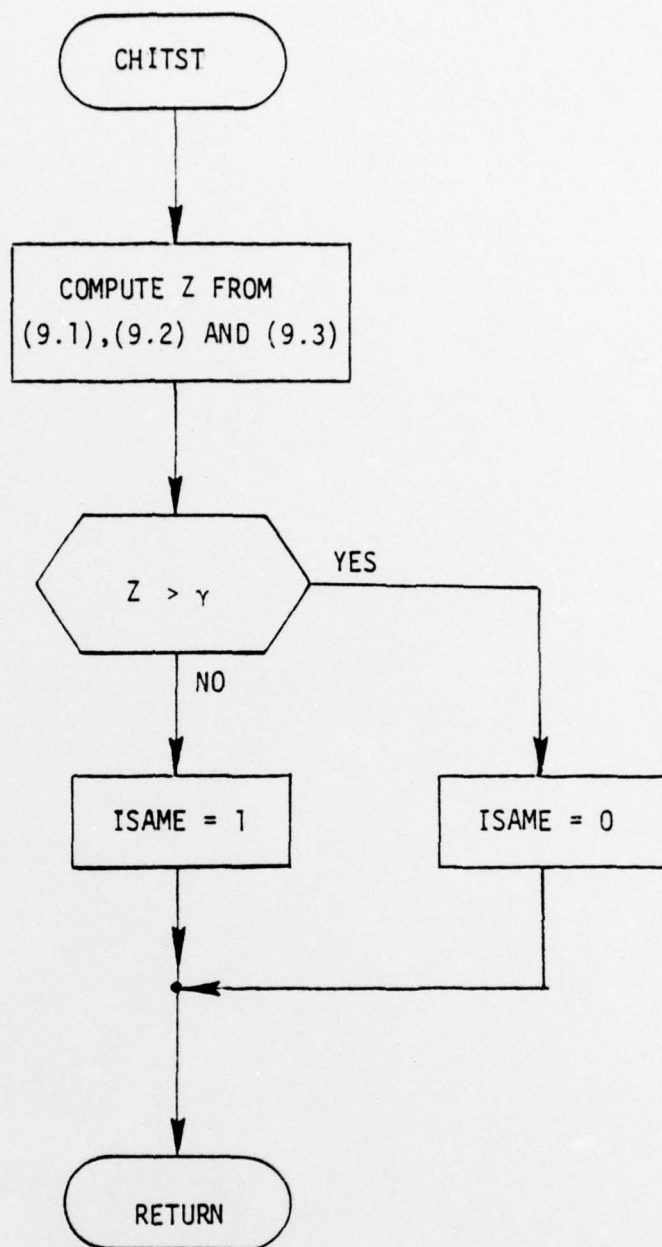 CHITST
COMPUTE Z FROM
(9.1),(9.2) AND (9.3)
Z > γ
YES
NO
ISAME = 1
ISAME = 0
RETURN